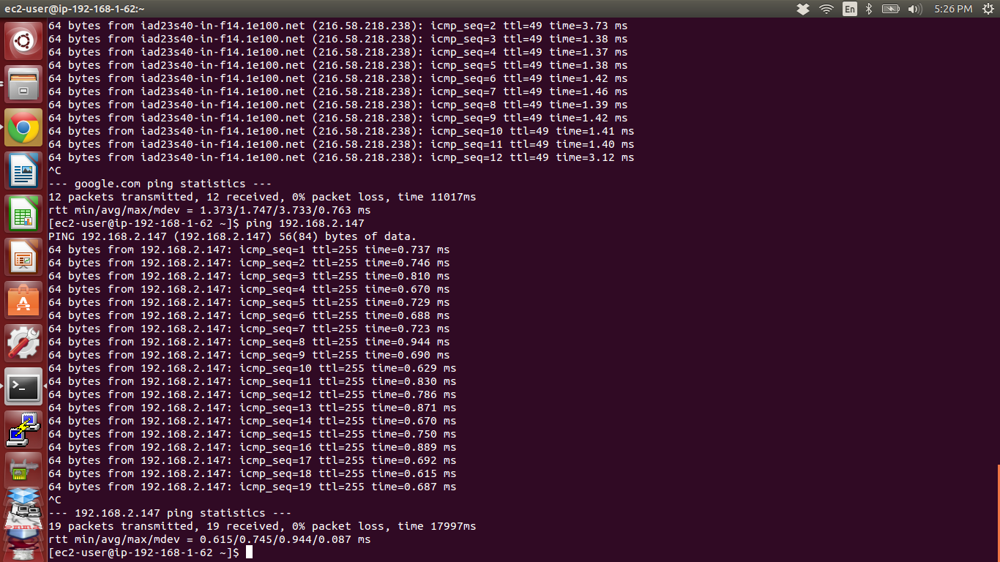 ec2-user@ip-192-168-1-62:~
En
5:26 PM
64 bytes from iad23s40-in-f14.1e100.net (216.58.218.238): icmp_seq=2 ttl=49 time=3.73 ms
64 bytes from iad23s40-in-f14.1e100.net (216.58.218.238): icmp_seq=3 ttl=49 time=1.38 ms
64 bytes from iad23s40-in-f14.1e100.net (216.58.218.238): icmp_seq=4 ttl=49 time=1.37 ms
64 bytes from iad23s40-in-f14.1e100.net (216.58.218.238): icmp_seq=5 ttl=49 time=1.38 ms
64 bytes from iad23s40-in-f14.1e100.net (216.58.218.238): icmp_seq=6 ttl=49 time=1.42 ms
64 bytes from iad23s40-in-f14.1e100.net (216.58.218.238): icmp_seq=7 ttl=49 time=1.46 ms
64 bytes from iad23s40-in-f14.1e100.net (216.58.218.238): icmp_seq=8 ttl=49 time=1.39 ms
64 bytes from iad23s40-in-f14.1e100.net (216.58.218.238): icmp_seq=9 ttl=49 time=1.42 ms
64 bytes from iad23s40-in-f14.1e100.net (216.58.218.238): icmp_seq=10 ttl=49 time=1.41 ms
64 bytes from iad23s40-in-f14.1e100.net (216.58.218.238): icmp_seq=11 ttl=49 time=1.40 ms
64 bytes from iad23s40-in-f14.1e100.net (216.58.218.238): icmp_seq=12 ttl=49 time=3.12 ms
^C
--- google.com ping statistics ---
12 packets transmitted, 12 received, 0% packet loss, time 11017ms
rtt min/avg/max/mdev = 1.373/1.747/3.733/0.763 ms
[ec2-user@ip-192-168-1-62 ~]$ ping 192.168.2.147
PING 192.168.2.147 (192.168.2.147) 56(84) bytes of data.
64 bytes from 192.168.2.147: icmp_seq=1 ttl=255 time=0.737 ms
64 bytes from 192.168.2.147: icmp_seq=2 ttl=255 time=0.746 ms
64 bytes from 192.168.2.147: icmp_seq=3 ttl=255 time=0.810 ms
64 bytes from 192.168.2.147: icmp_seq=4 ttl=255 time=0.670 ms
64 bytes from 192.168.2.147: icmp_seq=5 ttl=255 time=0.729 ms
64 bytes from 192.168.2.147: icmp_seq=6 ttl=255 time=0.688 ms
64 bytes from 192.168.2.147: icmp_seq=7 ttl=255 time=0.723 ms
64 bytes from 192.168.2.147: icmp_seq=8 ttl=255 time=0.944 ms
64 bytes from 192.168.2.147: icmp_seq=9 ttl=255 time=0.690 ms
64 bytes from 192.168.2.147: icmp_seq=10 ttl=255 time=0.629 ms
64 bytes from 192.168.2.147: icmp_seq=11 ttl=255 time=0.830 ms
64 bytes from 192.168.2.147: icmp_seq=12 ttl=255 time=0.786 ms
64 bytes from 192.168.2.147: icmp_seq=13 ttl=255 time=0.871 ms
64 bytes from 192.168.2.147: icmp_seq=14 ttl=255 time=0.670 ms
64 bytes from 192.168.2.147: icmp_seq=15 ttl=255 time=0.750 ms
64 bytes from 192.168.2.147: icmp_seq=16 ttl=255 time=0.889 ms
64 bytes from 192.168.2.147: icmp_seq=17 ttl=255 time=0.692 ms
64 bytes from 192.168.2.147: icmp_seq=18 ttl=255 time=0.615 ms
64 bytes from 192.168.2.147: icmp_seq=19 ttl=255 time=0.687 ms
^C
--- 192.168.2.147 ping statistics ---
19 packets transmitted, 19 received, 0% packet loss, time 17997ms
rtt min/avg/max/mdev = 0.615/0.745/0.944/0.087 ms
[ec2-user@ip-192-168-1-62 ~]$